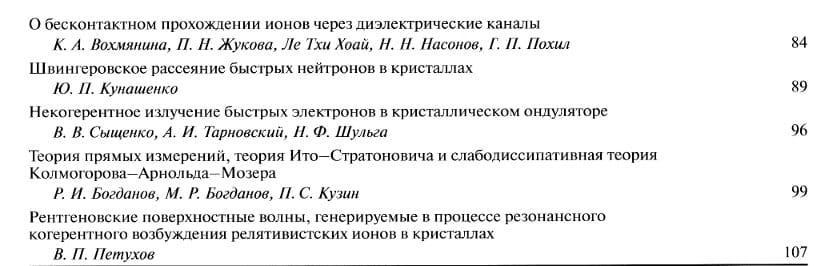 О бесконтактном прохождении ионов через диэлектрические каналы
К. А. Вохмянина, П. Н. Жукова, Ле Тхи Хоай, Н. Н. Насонов, Г. П. Похил 84
Швингеровское рассеяние быстрых нейтронов в кристаллах
Ю. П. Кунашенко 89
Некогерентное излучение быстрых электронов в кристаллическом ондуляторе
В. В. Сыщенко, А. И. Тарновский, Н. Ф. Шульга 96
Теория прямых измерений, теория Ито—Стратоновича и слабодиссипативная теория
Колмогорова—Арнольда—Мозера
Р. И. Богданов, М. Р. Богданов, П. С. Кузин 99
Рентгеновские поверхностные волны, генерируемые в процессе резонансного
когерентного возбуждения релятивистских ионов в кристаллах
В. П. Петухов 107